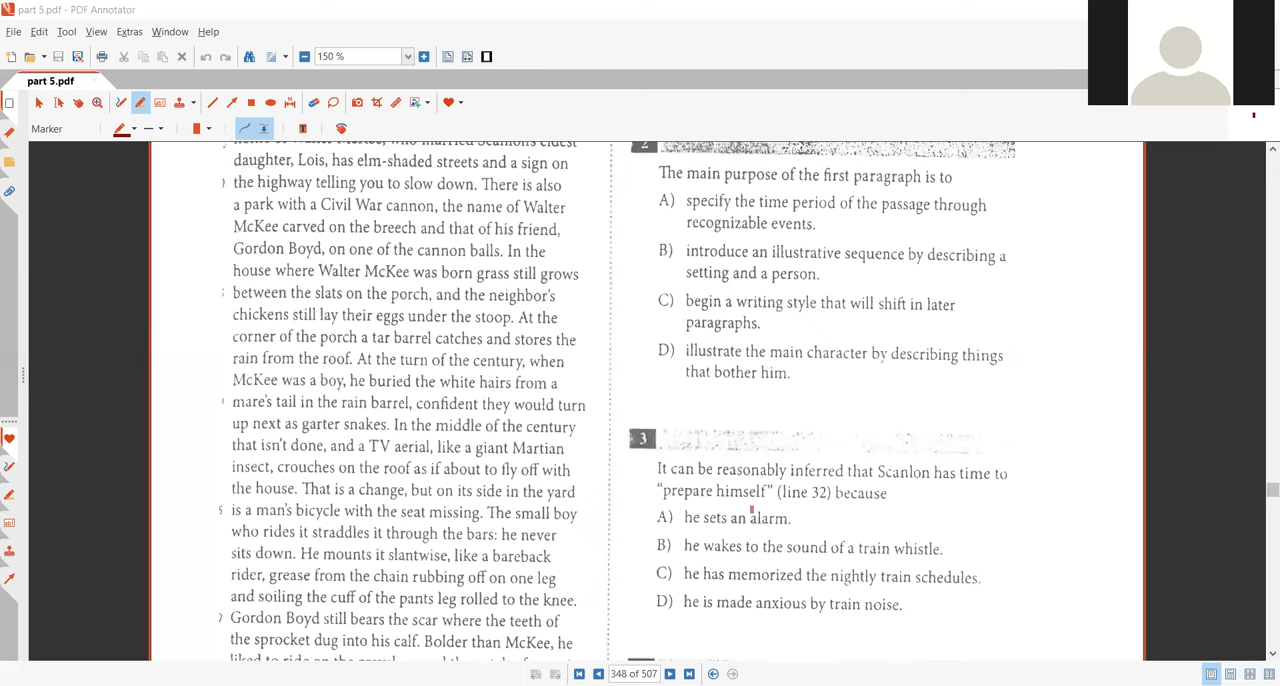 part 5.pdf - PDF Annotator
File Edit Tool View Extras Window Help
150 %
part 5.pdf
Marker
daughter, Lois, has elm-shaded streets and a sign on
the highway telling you to slow down. There is also
a park with a Civil War cannon, the name of Walter
McKee carved on the breech and that of his friend,
Gordon Boyd, on one of the cannon balls. In the
house where Walter McKee was born grass still grows
between the slats on the porch, and the neighbor's
chickens still lay their eggs under the stoop. At the
corner of the porch a tar barrel catches and stores the
rain from the roof. At the turn of the century, when
McKee was a boy, he buried the white hairs from a
mare's tail in the rain barrel, confident they would turn
up next as garter snakes. In the middle of the century
that isn't done, and a TV aerial, like a giant Martian
insect, crouches on the roof as if about to fly off with
the house. That is a change, but on its side in the yard
is a man's bicycle with the seat missing. The small boy
who rides it straddles it through the bars: he never
sits down. He mounts it slantwise, like a bareback
rider, grease from the chain rubbing off on one leg
and soiling the cuff of the pants leg rolled to the knee.
Gordon Boyd still bears the scar where the teeth of
the sprocket dug into his calf. Bolder than McKee, he
2
The main purpose of the first paragraph is to
A) specify the time period of the passage through
recognizable events.
B) introduce an illustrative sequence by describing a
setting and a person.
C) begin a writing style that will shift in later
paragraphs.
D) illustrate the main character by describing things
that bother him.
3
It can be reasonably inferred that Scanlon has time to
"prepare himself" (line 32) because
A) he sets an alarm.
B) he wakes to the sound of a train whistle.
C) he has memorized the nightly train schedules.
D) he is made anxious by train noise.
348 of 507